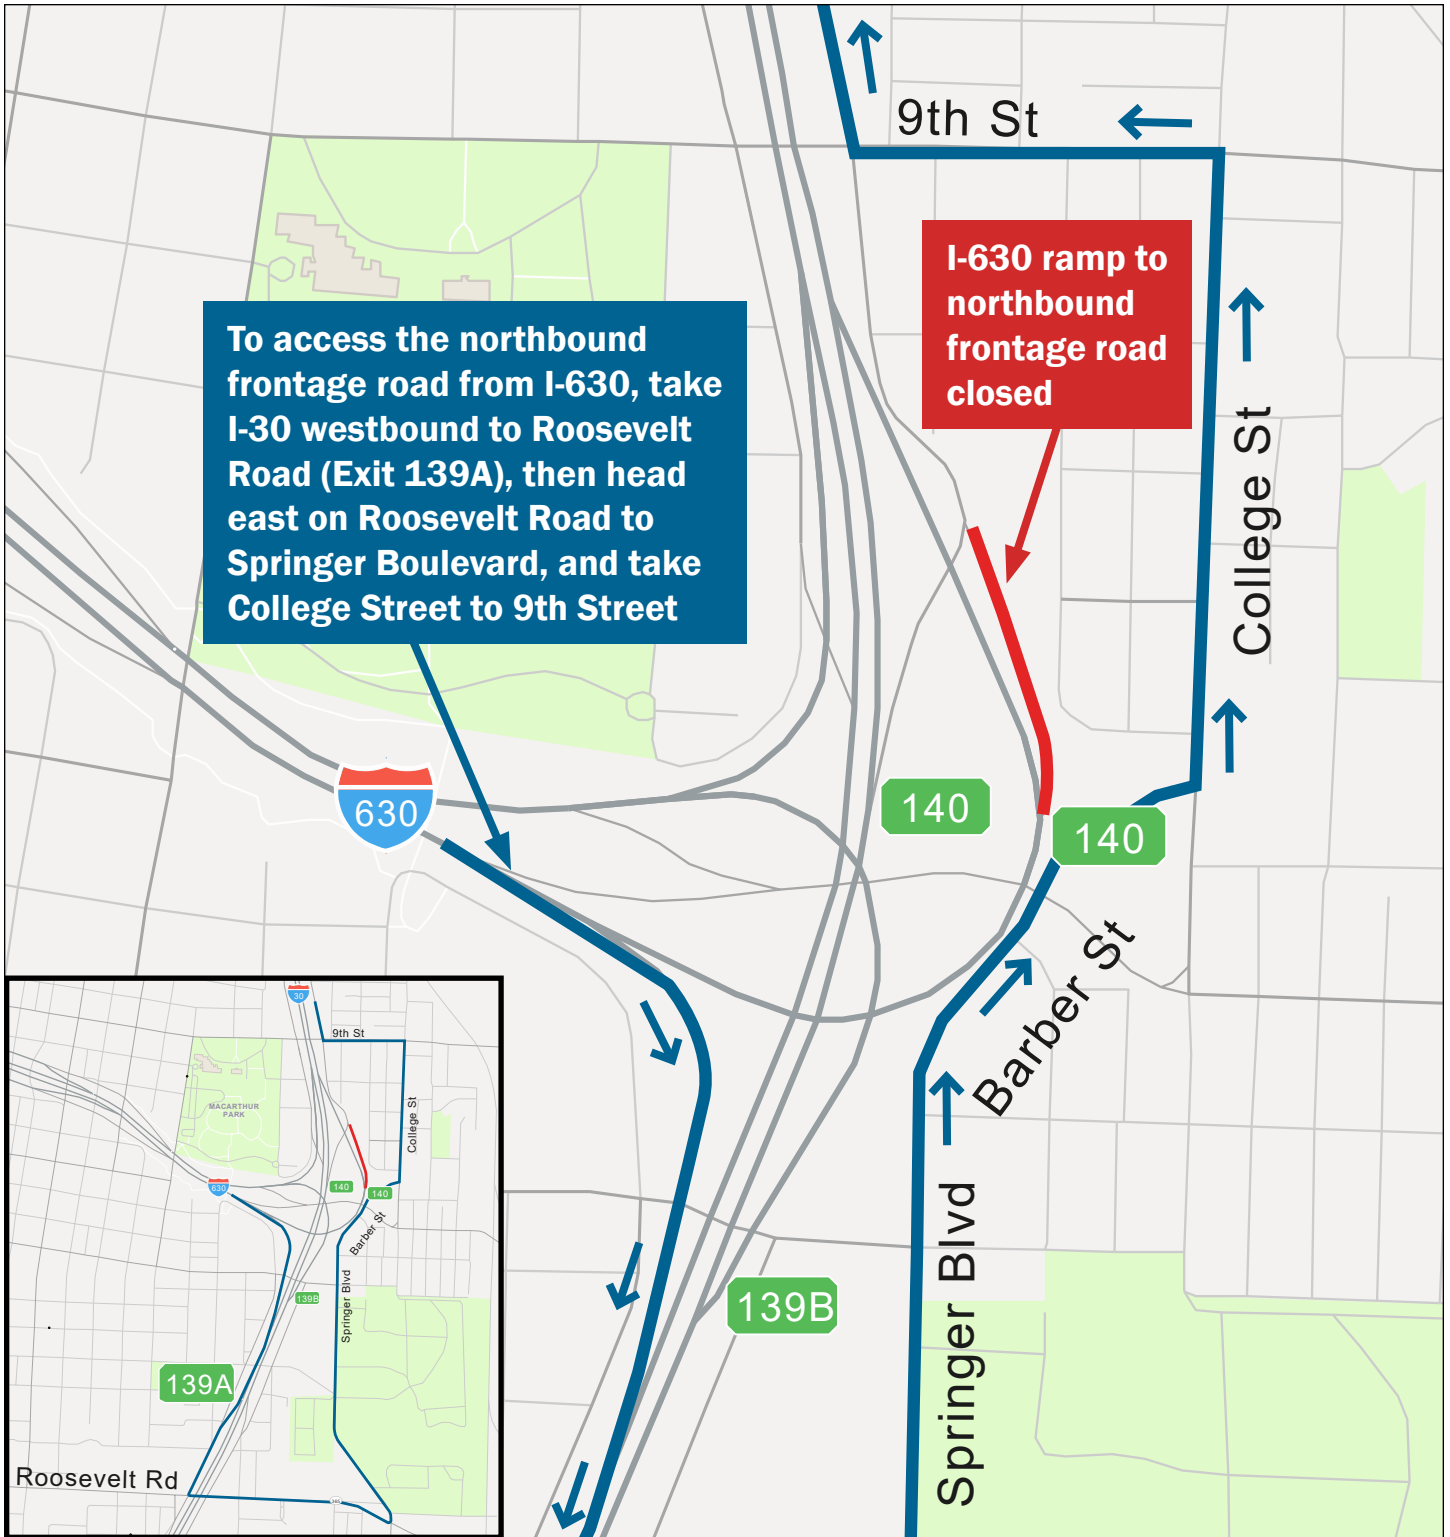 9th St
I-630 ramp to
northbound
frontage road
closed
To access the northbound
frontage road from I-630, take
I-30 westbound to Roosevelt
Road (Exit 139A), then head
east on Roosevelt Road to
Springer Boulevard, and take
College Street to 9th Street
College St
630
140
140
Barber St
139B
Springer Blvd
30
9th St
MACARTHUR
PARK
College St
630
140
140
Barber St
139B
Springer Blvd
139A
Roosevelt Rd